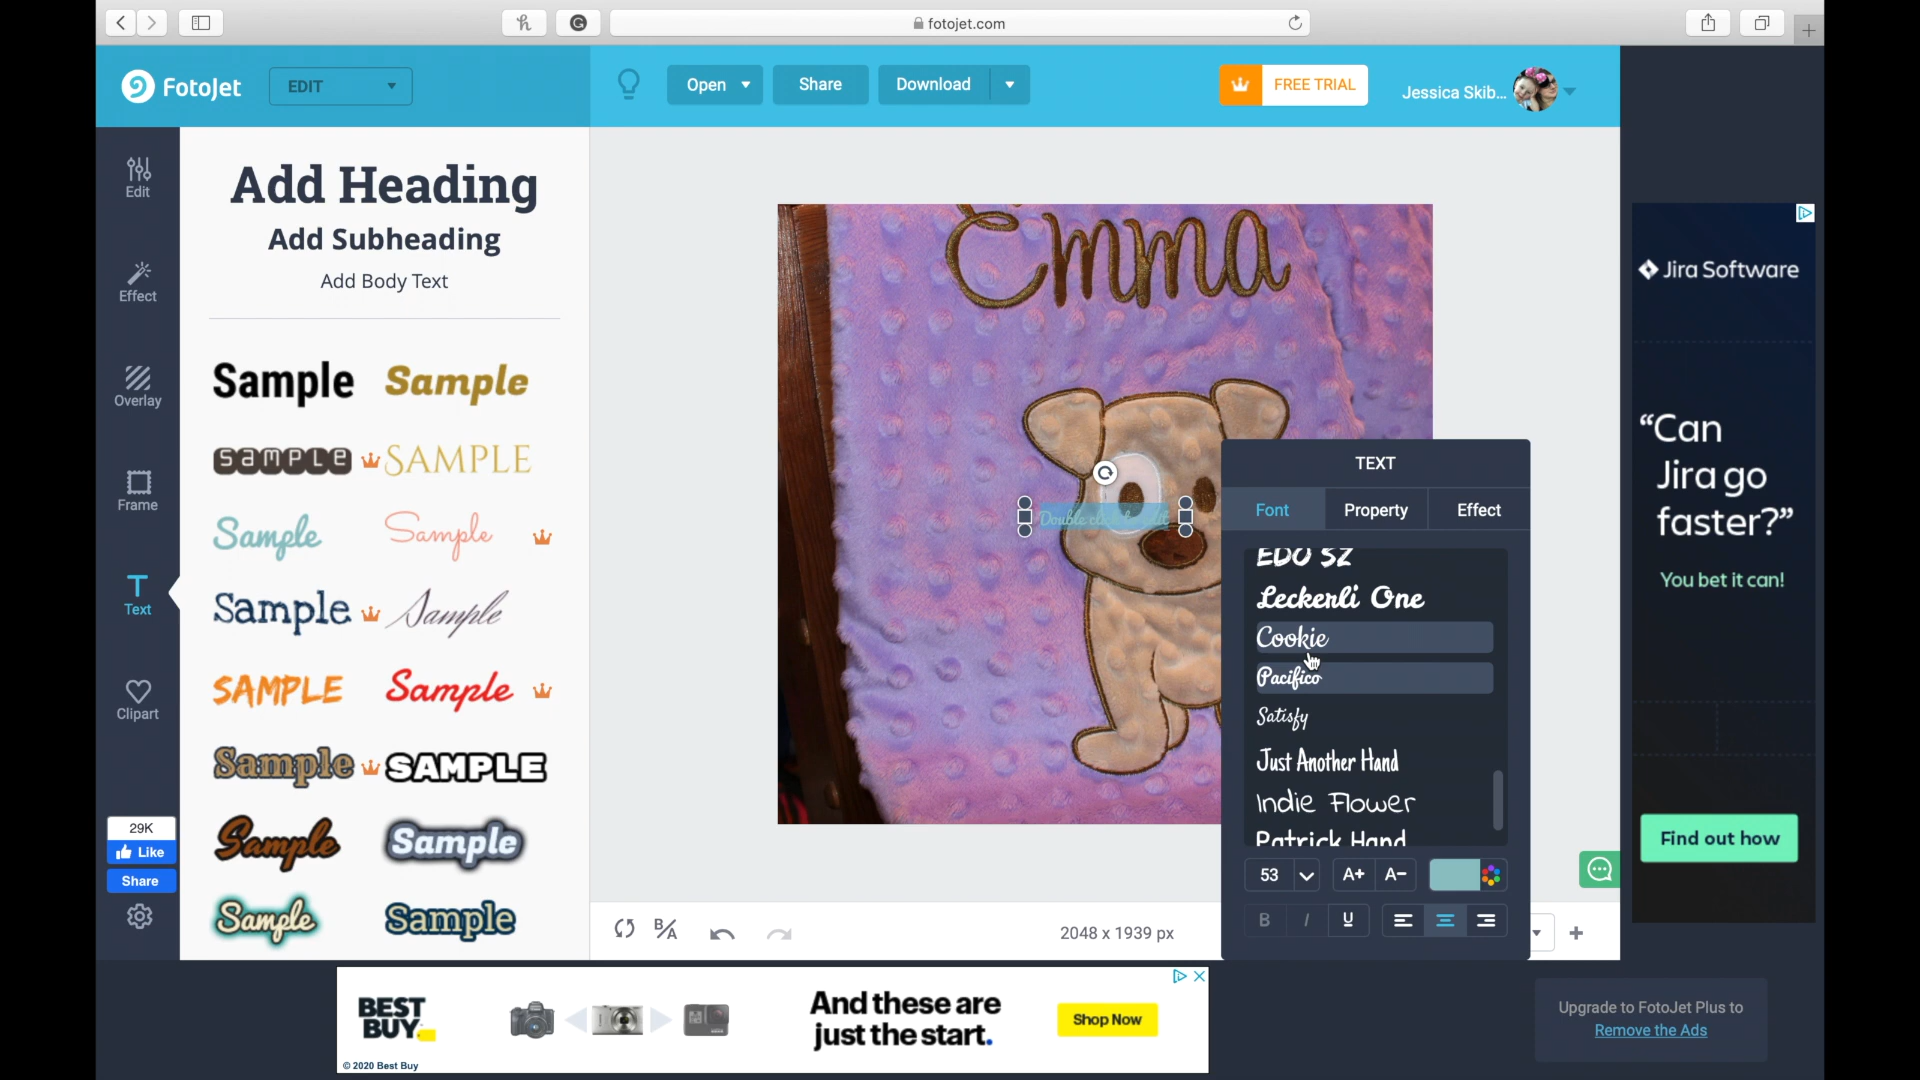 fotojet.com
FotoJet
EDIT
Open
Share
Download
FREE TRIAL
Jessica Skib...
Edit
Effect
Overlay
Frame
Text
Clipart
29K
Like
Share
Add Heading
Add Subheading
Add Body Text
Sample Sample
SAMPLE SAMPLE
Sample Sample
Sample Sample
SAMPLE Sample
Sample SAMPLE
Sample Sample
Sample Sample
Emma
Double click to edit
TEXT
Font Property Effect
EDO SZ
Leckerli One
Cookie
Pacifico
Satisfy
Just Another Hand
Indie Flower
Patrick Hand
53 A+ A-
B I U
B/A
2048 x 1939 px
Jira Software
“Can
Jira go
faster?”
You bet it can!
Find out how
BEST
BUY
© 2020 Best Buy
And these are
just the start.
Shop Now
Upgrade to FotoJet Plus to
Remove the Ads